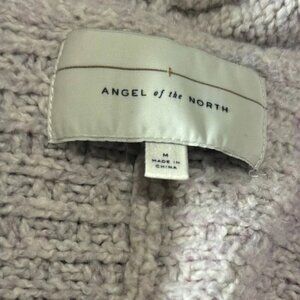 ANGEL of the NORTH
M
MADE IN
CHINA